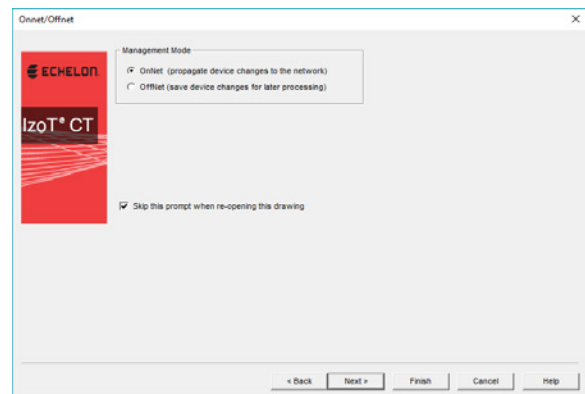 Onnet/Offnet
Management Mode
OnNet (propagate device changes to the network)
OffNet (save device changes for later processing)
ECHELON
IzoT® CT
Skip this prompt when re-opening this drawing
< Back
Next >
Finish
Cancel
Help